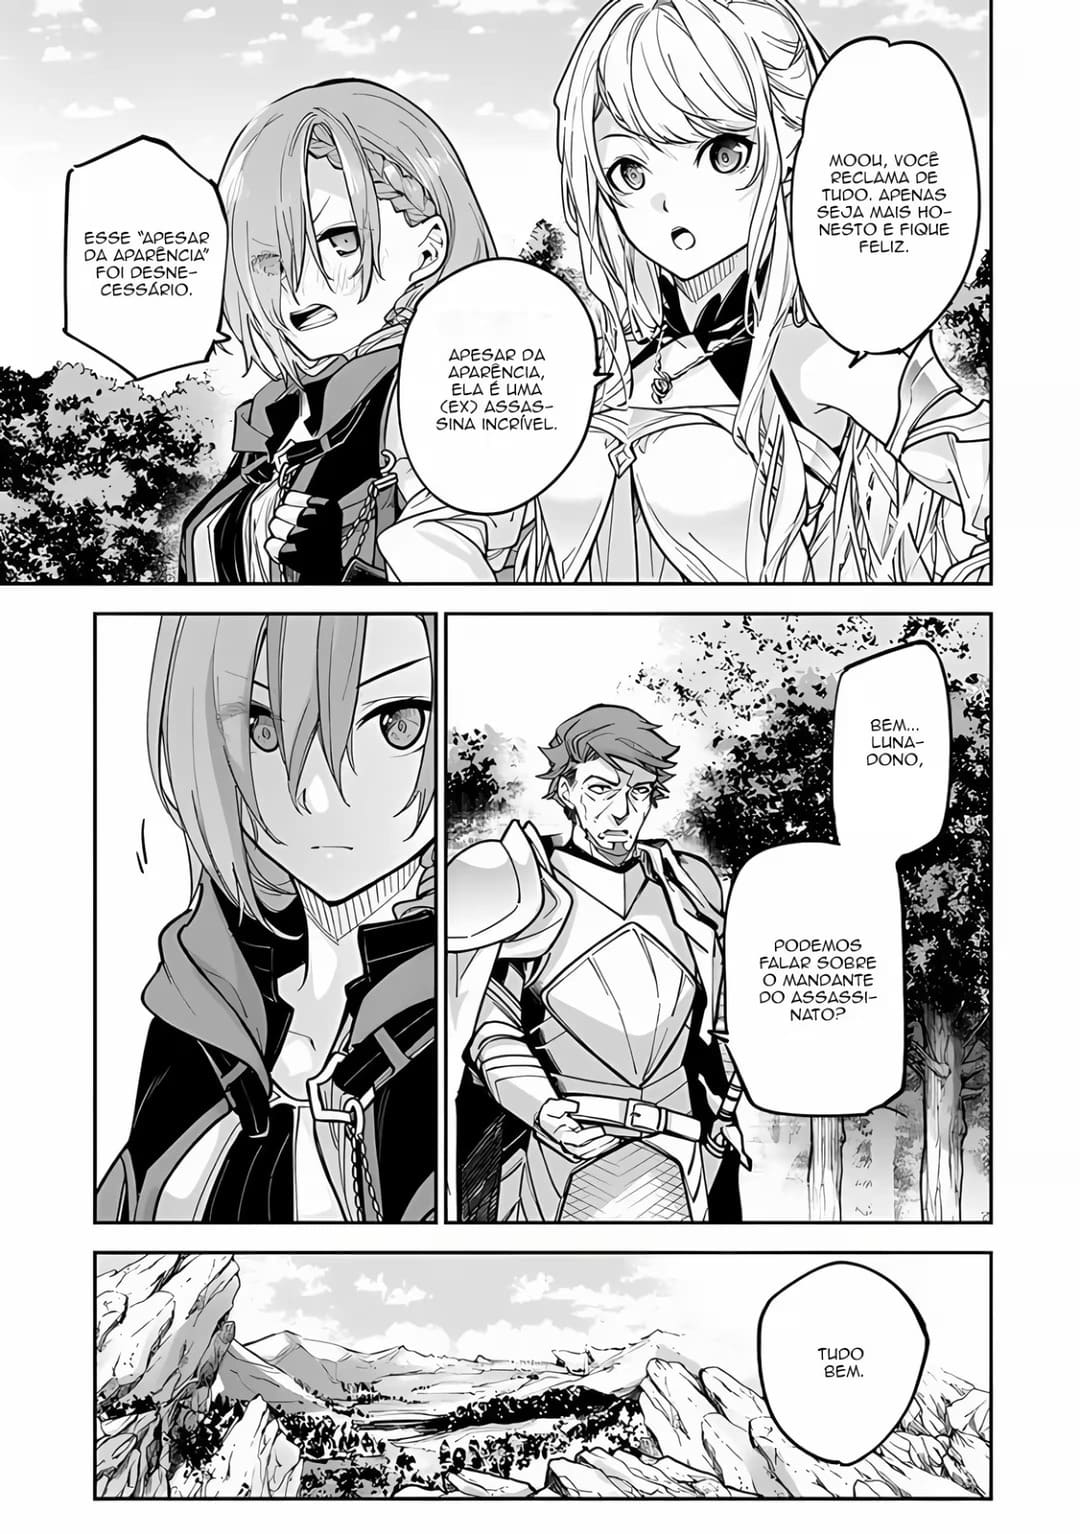 MOOU, VOCÊ
RECLAMA DE
TUDO. APENAS
SEJA MAIS HO-
NESTO E FIQUE
FELIZ.
APESAR DA
APARÊNCIA,
ELA É UMA
(EX) ASSAS-
SINA INCRÍVEL.
ESSE "APESAR
DA APARÊNCIA"
FOI DESNE-
CESSÁRIO.
BEM...
LUNA-
DONO,
PODEMOS
FALAR SOBRE
O MANDANTE
DO ASSASSI-
NATO?
TUDO
BEM.